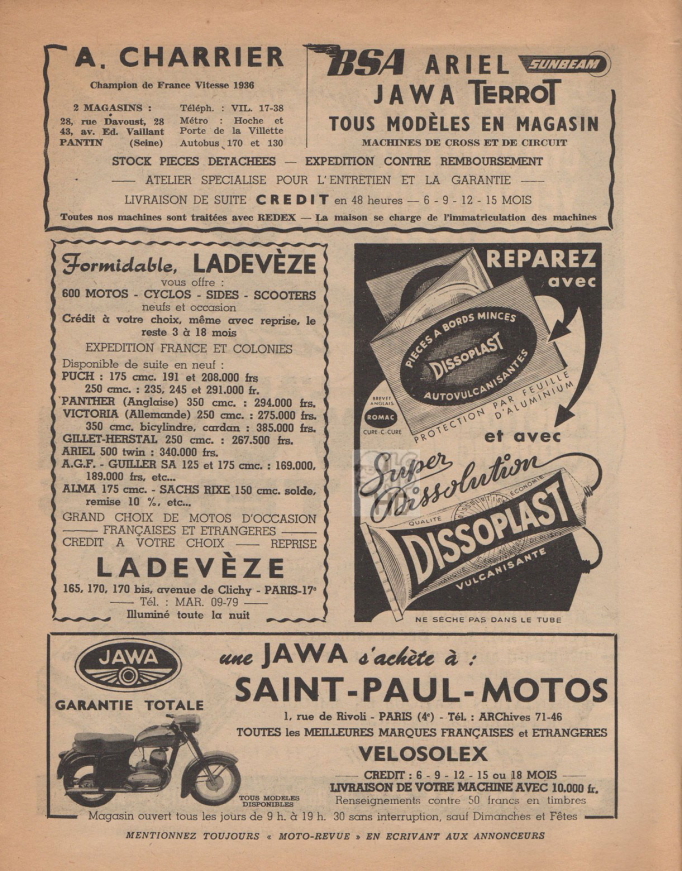 A. CHARRIER
Champion de France Vitesse 1936
2 MAGASINS :
28, rue Davoust, 28
43, av. Ed. Vaillant
PANTIN (Seine)
Téléph. : VIL. 17-38
Métro : Hoche et
Porte de la Villette
Autobus 170 et 130
BSA ARIEL SUNBEAM
JAWA TERROT
TOUS MODÈLES EN MAGASIN
MACHINES DE CROSS ET DE CIRCUIT
STOCK PIECES DETACHEES — EXPEDITION CONTRE REMBOURSEMENT
—— ATELIER SPECIALISE POUR L'ENTRETIEN ET LA GARANTIE ——
LIVRAISON DE SUITE CREDIT en 48 heures — 6 - 9 - 12 - 15 MOIS
Toutes nos machines sont traitées avec REDEX — La maison se charge de l'immatriculation des machines
Formidable, LADEVÈZE
vous offre :
600 MOTOS - CYCLOS - SIDES - SCOOTERS
neufs et occasion
Crédit à votre choix, même avec reprise, le
reste 3 à 18 mois
EXPEDITION FRANCE ET COLONIES
Disponible de suite en neuf :
PUCH : 175 cmc. 191 et 208.000 frs
250 cmc. : 235, 245 et 291.000 fr.
PANTHER (Anglaise) 350 cmc. : 294.000 frs.
VICTORIA (Allemande) 250 cmc. : 275.000 frs.
350 cmc. bicylindre, cardan : 385.000 frs.
GILLET-HERSTAL 250 cmc. : 267.500 frs.
ARIEL 500 twin : 340.000 frs.
A.G.F. - GUILLER SA 125 et 175 cmc. : 169.000,
189.000 frs, etc...
ALMA 175 cmc. - SACHS RIXE 150 cmc. solde,
remise 10 %, etc...
GRAND CHOIX DE MOTOS D'OCCASION
—— FRANÇAISES ET ETRANGERES ——
CREDIT A VOTRE CHOIX —— REPRISE
LADEVÈZE
165, 170, 170 bis, avenue de Clichy - PARIS-17e
—— Tél. : MAR. 09-79 ——
Illuminé toute la nuit
REPAREZ
avec
PIECES A BORDS MINCES
DISSOPLAST
AUTOVULCANISANTES
BREVET
ANGLAIS
ROMAC
CURE-C-CURE
PROTECTION PAR FEUILLE
D'ALUMINIUM
et avec
Super
Dissolution
QUALITÉ
ÉCONOMIE
DISSOPLAST
VULCANISANTE
NE SÈCHE PAS DANS LE TUBE
JAWA
GARANTIE TOTALE
TOUS MODELES
DISPONIBLES
une JAWA s'achète à :
SAINT-PAUL-MOTOS
1, rue de Rivoli - PARIS (4e) - Tél : ARChives 71-46
TOUTES les MEILLEURES MARQUES FRANÇAISES et ETRANGERES
VELOSOLEX
—— CREDIT : 6 - 9 - 12 - 15 ou 18 MOIS ——
LIVRAISON DE VOTRE MACHINE AVEC 10.000 fr.
Renseignements contre 50 francs en timbres
Magasin ouvert tous les jours de 9 h. à 19 h. 30 sans interruption, sauf Dimanches et Fêtes
MENTIONNEZ TOUJOURS « MOTO-REVUE » EN ECRIVANT AUX ANNONCEURS